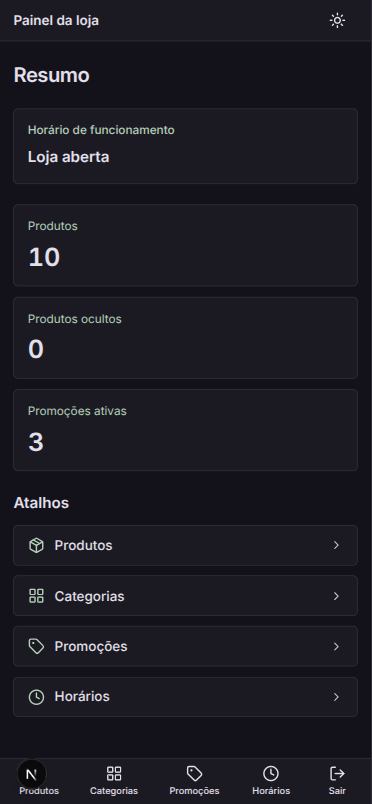 Painel da loja
Resumo
Horário de funcionamento
Loja aberta
Produtos
10
Produtos ocultos
0
Promoções ativas
3
Atalhos
Produtos
Categorias
Promoções
Horários
N
Produtos
Categorias
Promoções
Horários
Sair